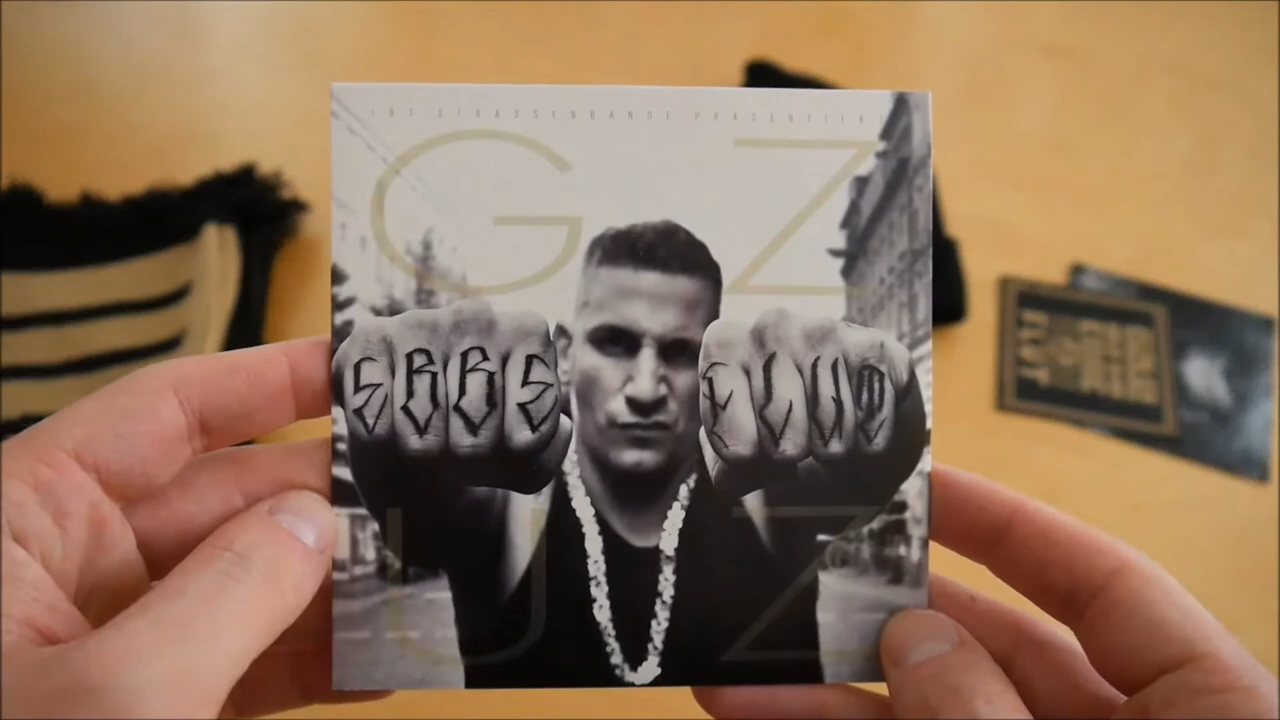 187 STRASSENBANDE PRÄSENTIERT
G Z
EBBE FLUT
U Z